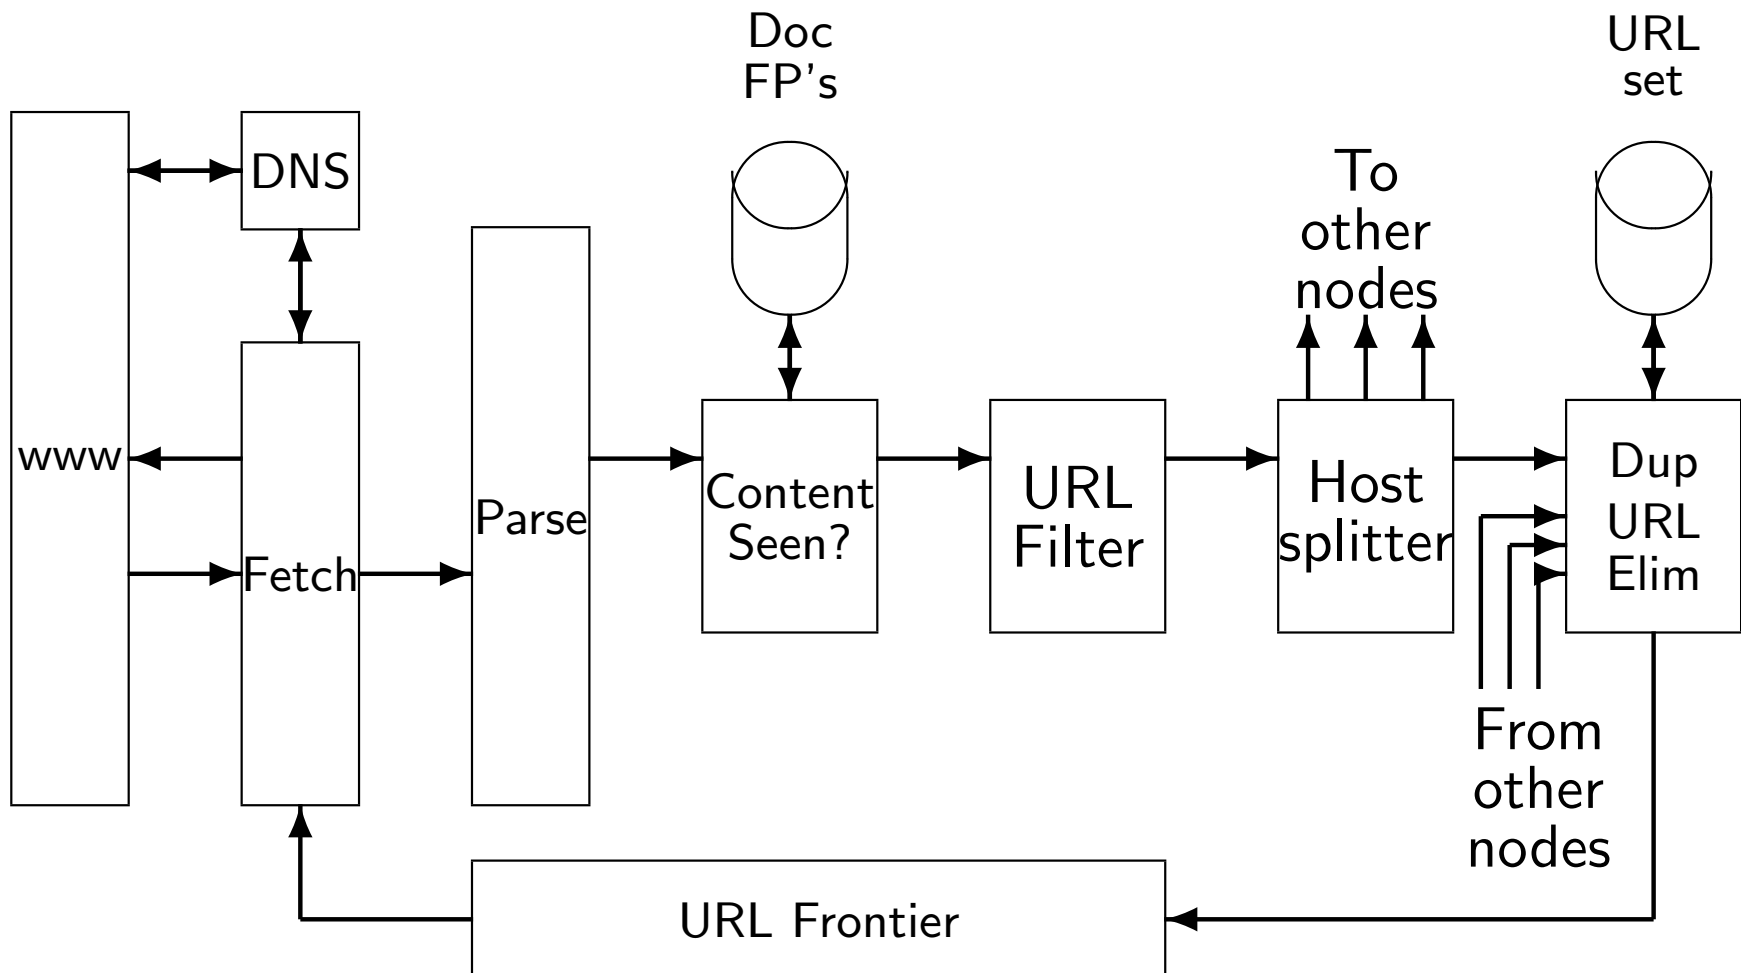 Doc
FP's
URL
set
DNS
To
other
nodes
www
Fetch
Parse
Content
Seen?
URL
Filter
Host
splitter
Dup
URL
Elim
From
other
nodes
URL Frontier